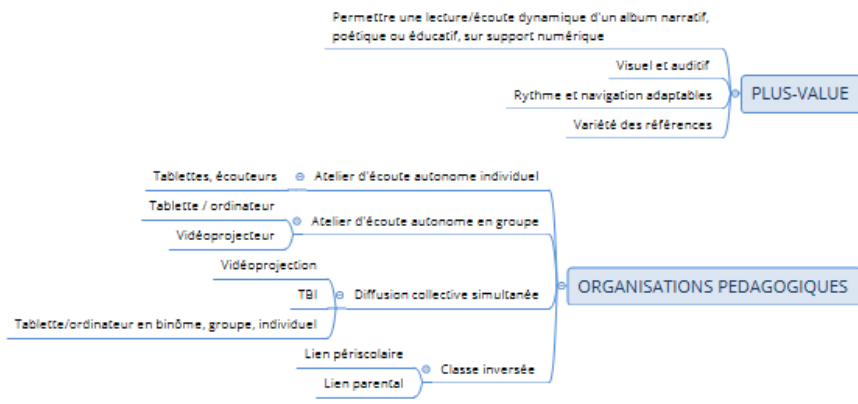 Permettre une lecture/écoute dynamique d'un album narratif,
poétique ou éducatif, sur support numérique
Visuel et auditif
Rythme et navigation adaptables
Variété des références
PLUS-VALUE
Tablettes, écouteurs
Atelier d'écoute autonome individuel
Tablette / ordinateur
Vidéoprojecteur
Atelier d'écoute autonome en groupe
Vidéoprojection
TBI
Tablette/ordinateur en binôme, groupe, individuel
Diffusion collective simultanée
Lien périscolaire
Lien parental
Classe inversée
ORGANISATIONS PEDAGOGIQUES